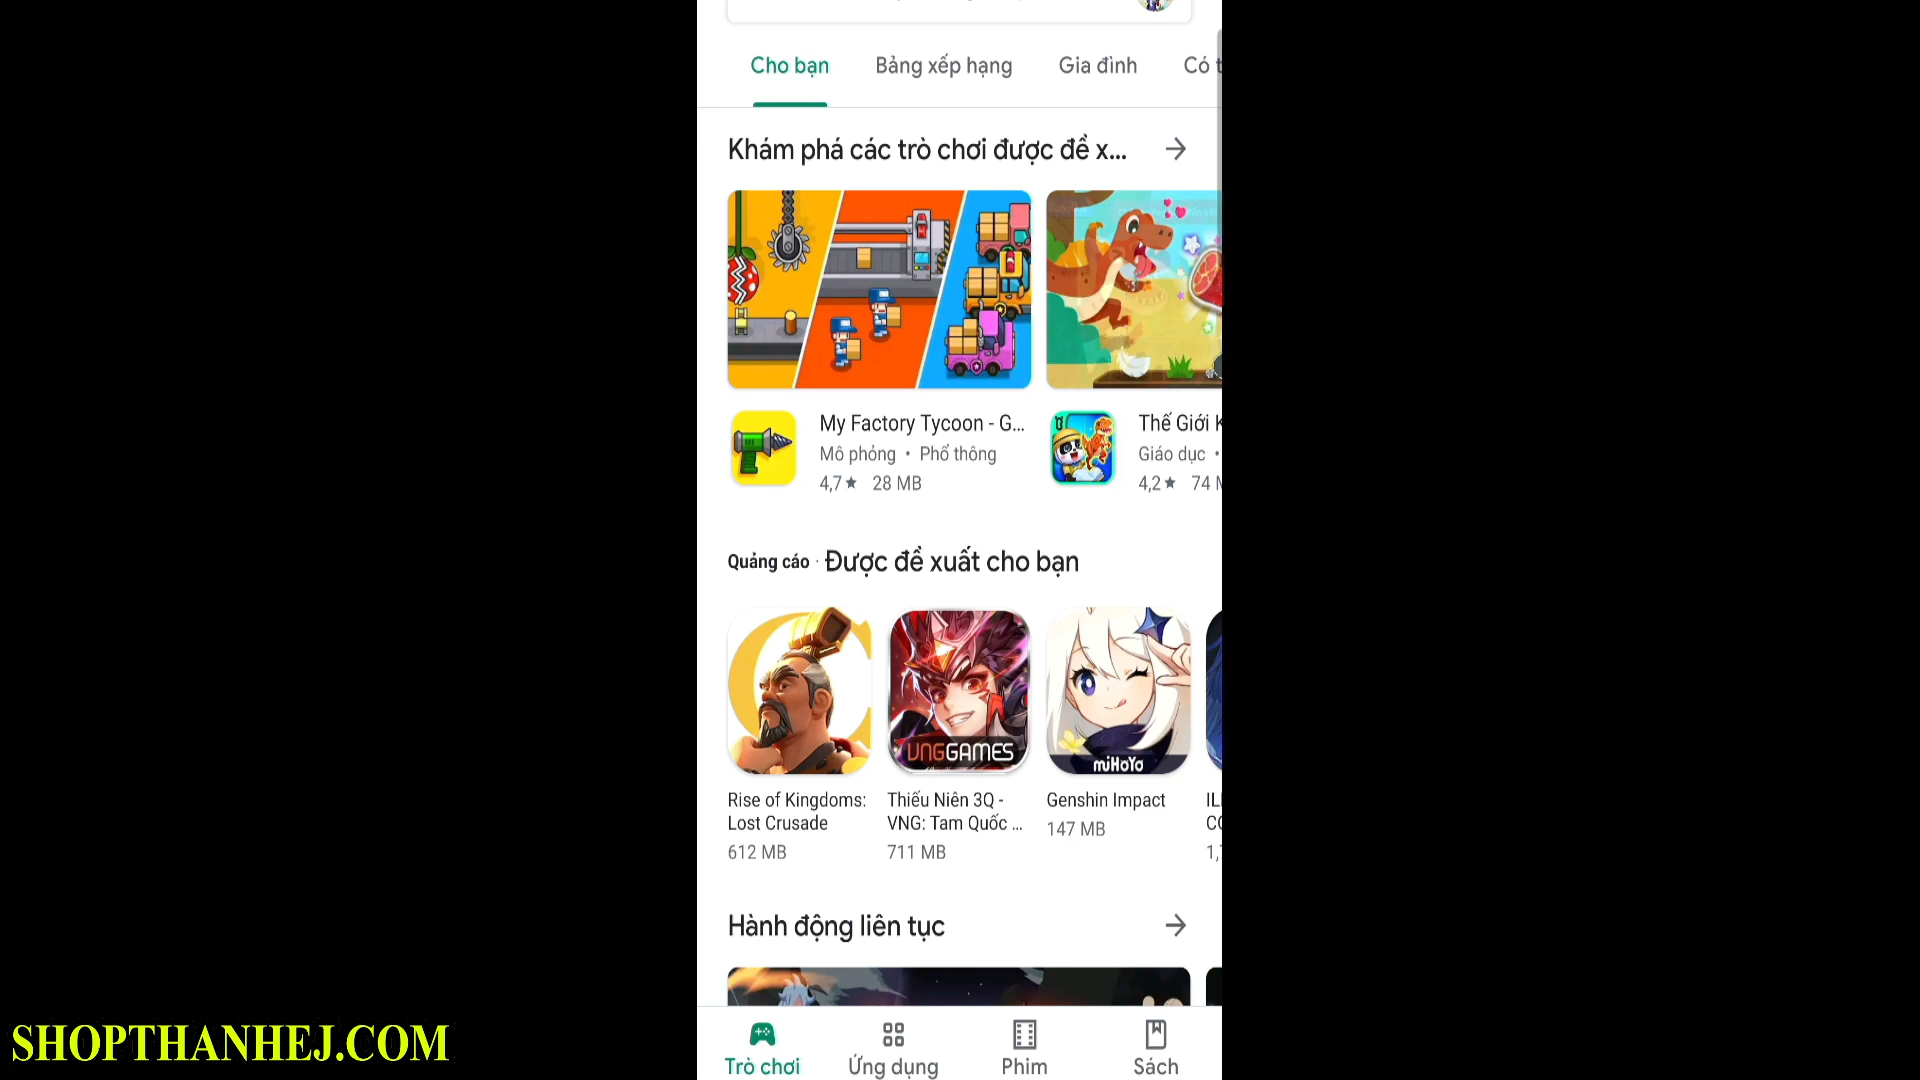 Cho bạn Bảng xếp hạng Gia đình Có t
Khám phá các trò chơi được đề x...
My Factory Tycoon - G...
Mô phỏng • Phổ thông
4,7★ 28 MB
Thế Giới K
Giáo dục •
4,2★ 74 M
Quảng cáo · Được đề xuất cho bạn
VNGGAMES
miHoYo
Rise of Kingdoms:
Lost Crusade
612 MB
Thiếu Niên 3Q -
VNG: Tam Quốc ...
711 MB
Genshin Impact
147 MB
Hành động liên tục
Trò chơi Ứng dụng Phim Sách
SHOPTHANHEJ.COM